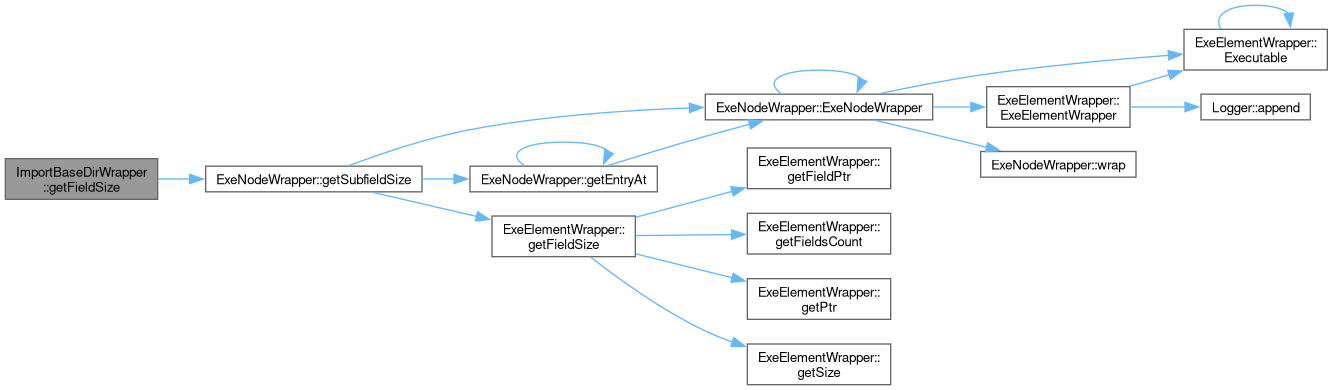 ImportBaseDirWrapper
::getFieldSize
ExeNodeWrapper::getSubfieldSize
ExeNodeWrapper::getEntryAt
ExeElementWrapper::
getFieldSize
ExeNodeWrapper::ExeNodeWrapper
ExeElementWrapper::
getFieldPtr
ExeElementWrapper::
getFieldsCount
ExeElementWrapper::
getPtr
ExeElementWrapper::
getSize
ExeElementWrapper::
Executable
ExeElementWrapper::
ExeElementWrapper
Logger::append
ExeNodeWrapper::wrap